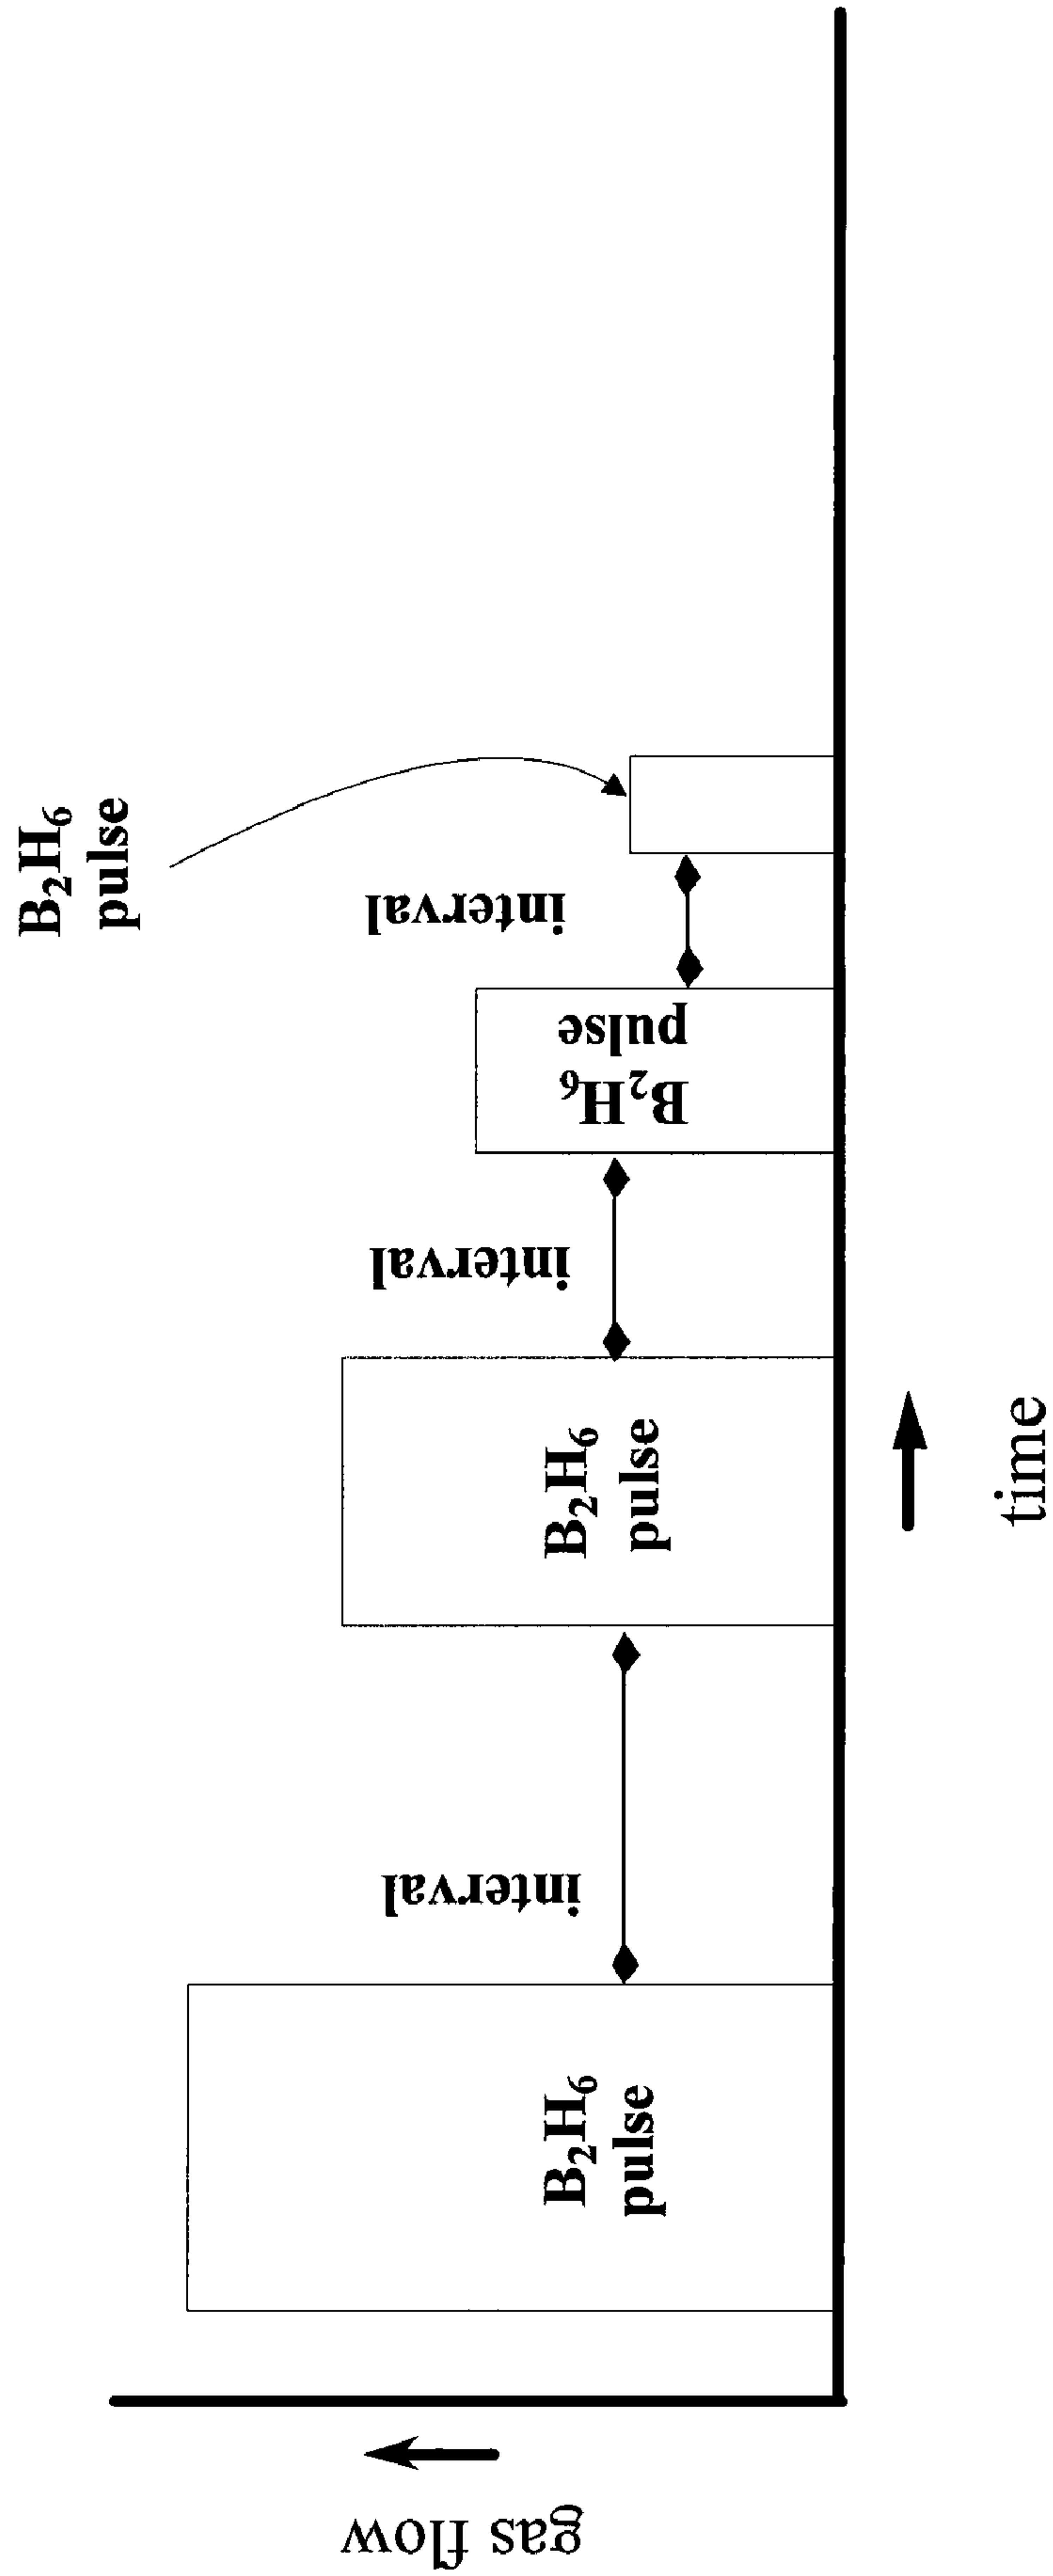 gas flow
B₂H₆
pulse
interval
B₂H₆
pulse
interval
B₂H₆
pulse
interval
B₂H₆
pulse
time